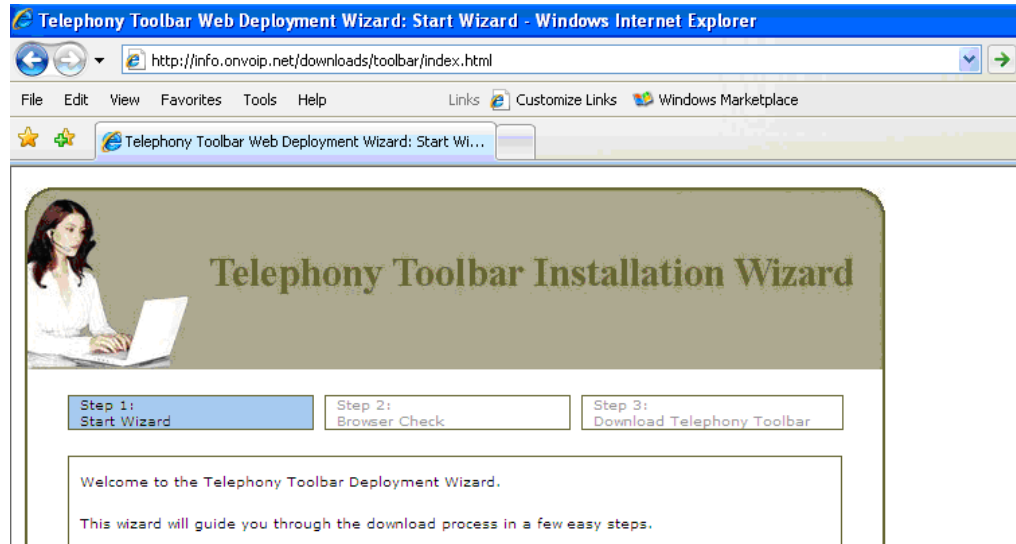 Telephony Toolbar Web Deployment Wizard: Start Wizard - Windows Internet Explorer
http://info.onvoip.net/downloads/toolbar/index.html
File Edit View Favorites Tools Help Links Customize Links Windows Marketplace
Telephony Toolbar Web Deployment Wizard: Start Wi...
Telephony Toolbar Installation Wizard
Step 1: Step 2: Step 3:
Start Wizard Browser Check Download Telephony Toolbar
Welcome to the Telephony Toolbar Deployment Wizard.
This wizard will guide you through the download process in a few easy steps.